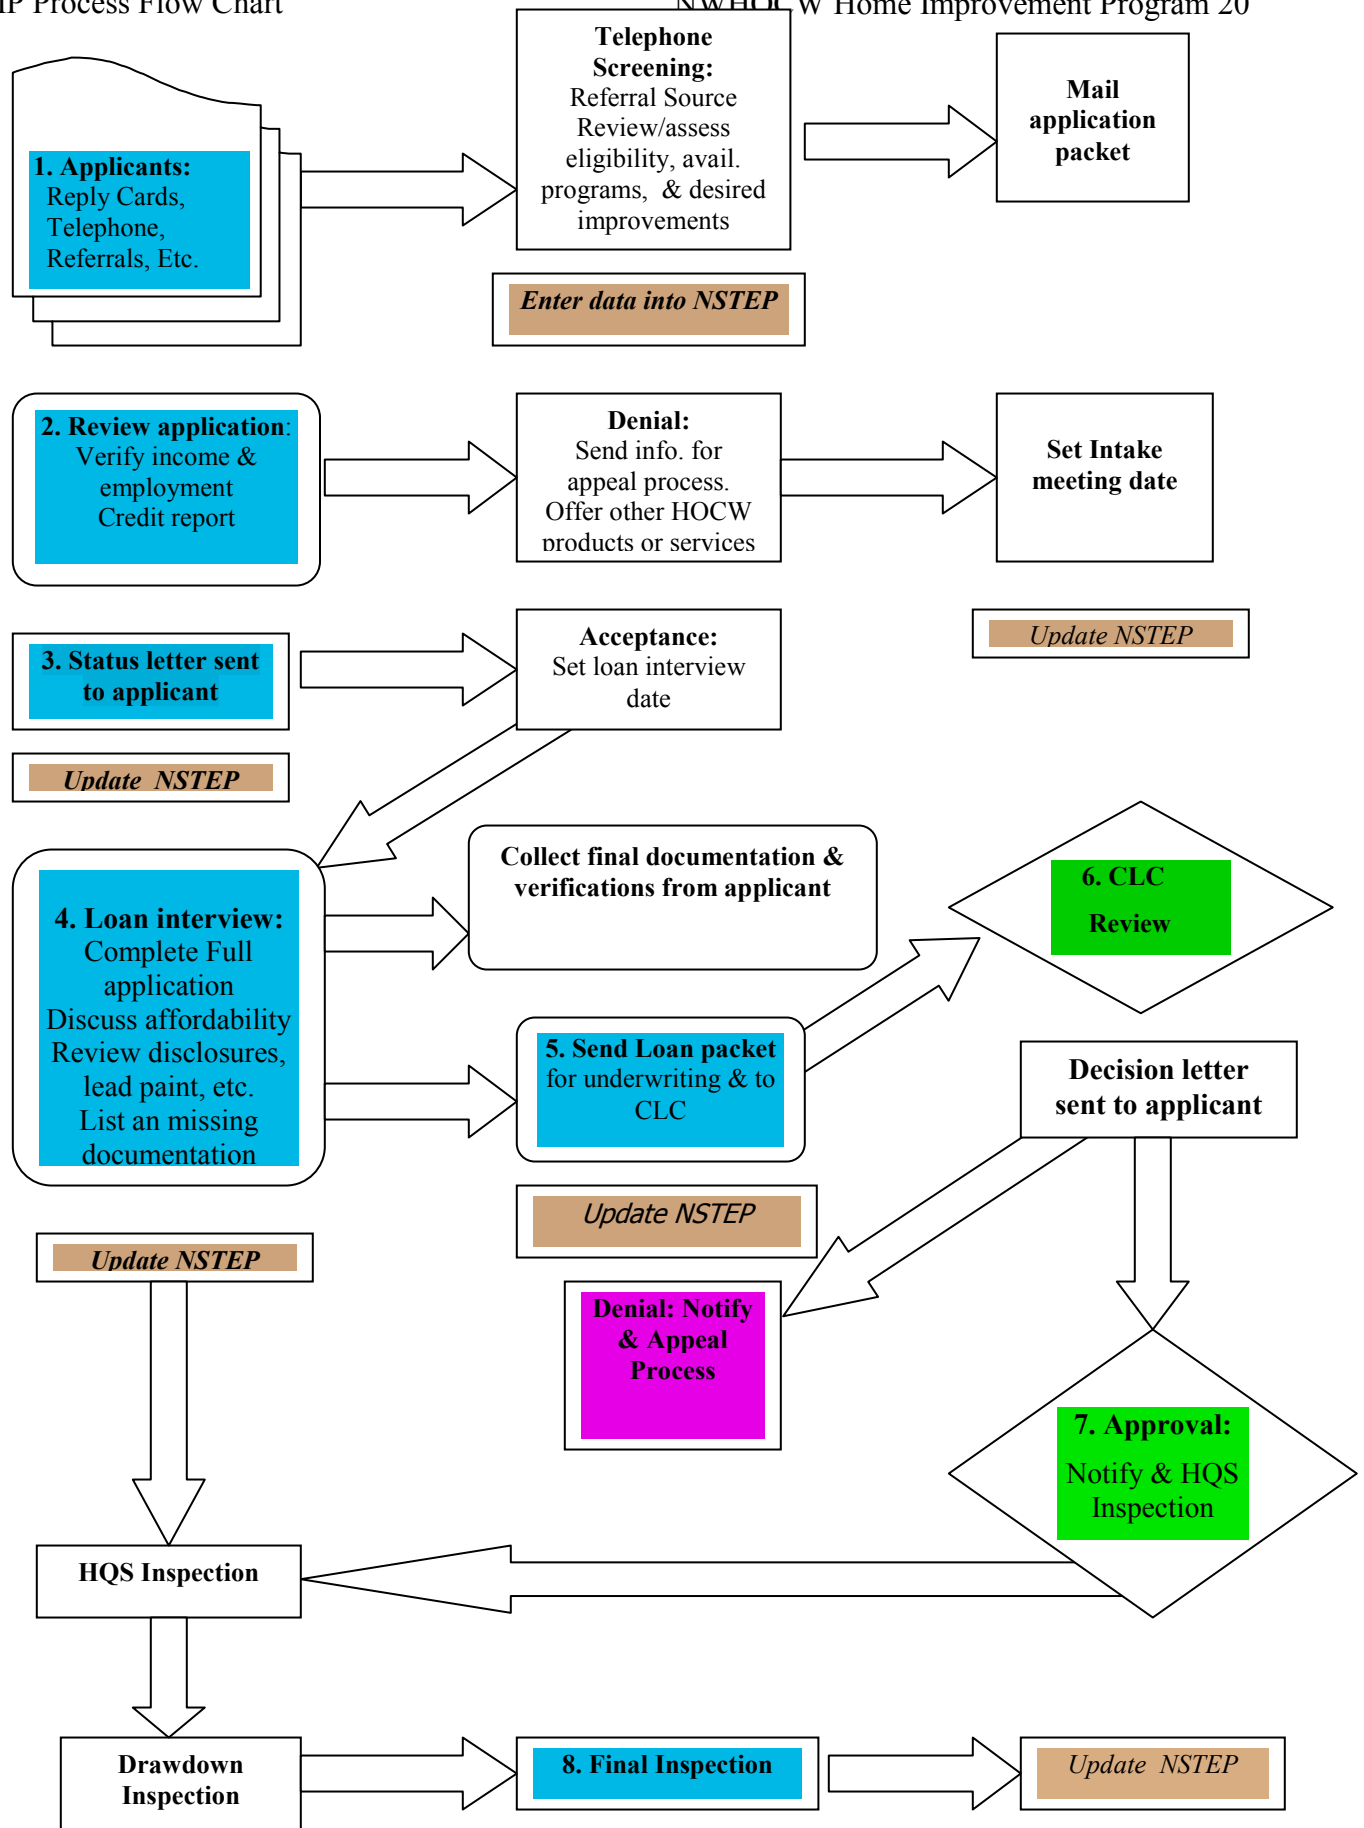 IP Process Flow Chart
NWHOCW Home Improvement Program 20
Telephone
Screening:
Referral Source
Review/assess
eligibility, avail.
programs, & desired
improvements
Mail
application
packet
1. Applicants:
Reply Cards,
Telephone,
Referrals, Etc.
Enter data into NSTEP
2. Review application:
Verify income &
employment
Credit report
Denial:
Send info. for
appeal process.
Offer other HOCW
products or services
Set Intake
meeting date
3. Status letter sent
to applicant
Acceptance:
Set loan interview
date
Update NSTEP
Update NSTEP
Collect final documentation &
verifications from applicant
6. CLC
Review
4. Loan interview:
Complete Full
application
Discuss affordability
Review disclosures,
lead paint, etc.
List an missing
documentation
5. Send Loan packet
for underwriting & to
CLC
Decision letter
sent to applicant
Update NSTEP
Update NSTEP
Denial: Notify
& Appeal
Process
7. Approval:
Notify & HQS
Inspection
HQS Inspection
Drawdown
Inspection
8. Final Inspection
Update NSTEP